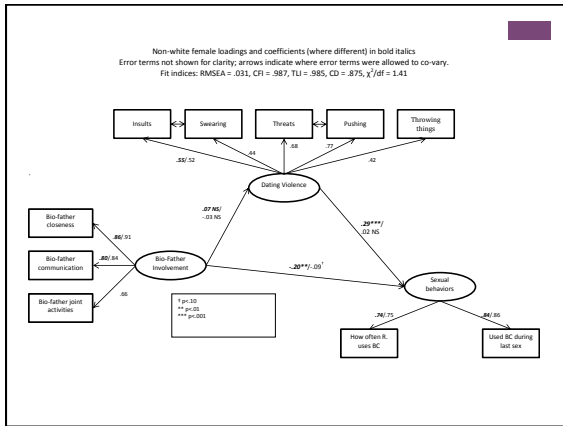 Non-white female loadings and coefficients (where different) in bold italics
Error terms not shown for clarity; arrows indicate where error terms were allowed to co-vary.
Fit indices: RMSEA = .031, CFI = .987, TLI = .985, CD = .875, χ²/df = 1.41
Insults
Swearing
Threats
Pushing
Throwing
things
.55/.52
.44
.68
.77
.42
Dating Violence
.07 NS/
-.03 NS
.29***/
.02 NS
Bio-father
closeness
.86/.91
Bio-father
communication
.80/.84
Bio-Father
Involvement
-.20**/-.09†
Bio-father joint
activities
.66
Sexual
behaviors
† p<.10
** p<.01
*** p<.001
.74/.75
.84/.86
How often R.
uses BC
Used BC during
last sex